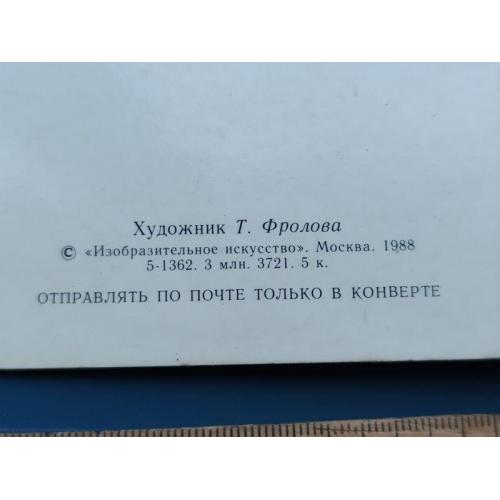 Художник Т. Фролова
© «Изобразительное искусство». Москва. 1988
5-1362. 3 млн. 3721. 5 к.
ОТПРАВЛЯТЬ ПО ПОЧТЕ ТОЛЬКО В КОНВЕРТЕ